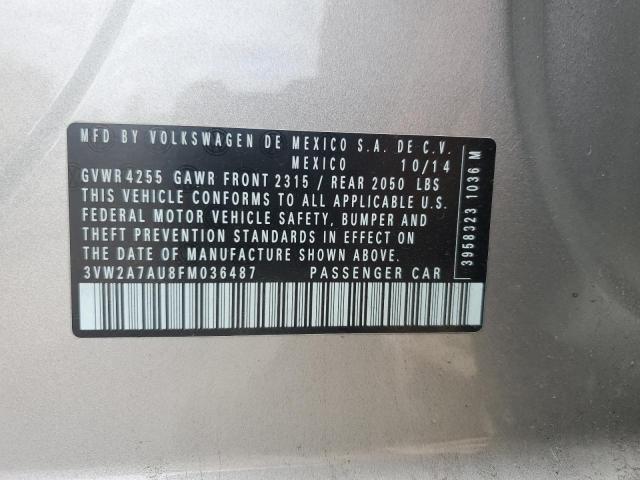 MFD BY VOLKSWAGEN DE MEXICO S.A. DE C.V.
MEXICO 10/14
GVWR 4255 GAWR FRONT 2315 / REAR 2050 LBS
THIS VEHICLE CONFORMS TO ALL APPLICABLE U.S.
FEDERAL MOTOR VEHICLE SAFETY, BUMPER AND
THEFT PREVENTION STANDARDS IN EFFECT ON
THE DATE OF MANUFACTURE SHOWN ABOVE.
3VW2A7AU8FM036487 PASSENGER CAR
3958323 1036 M